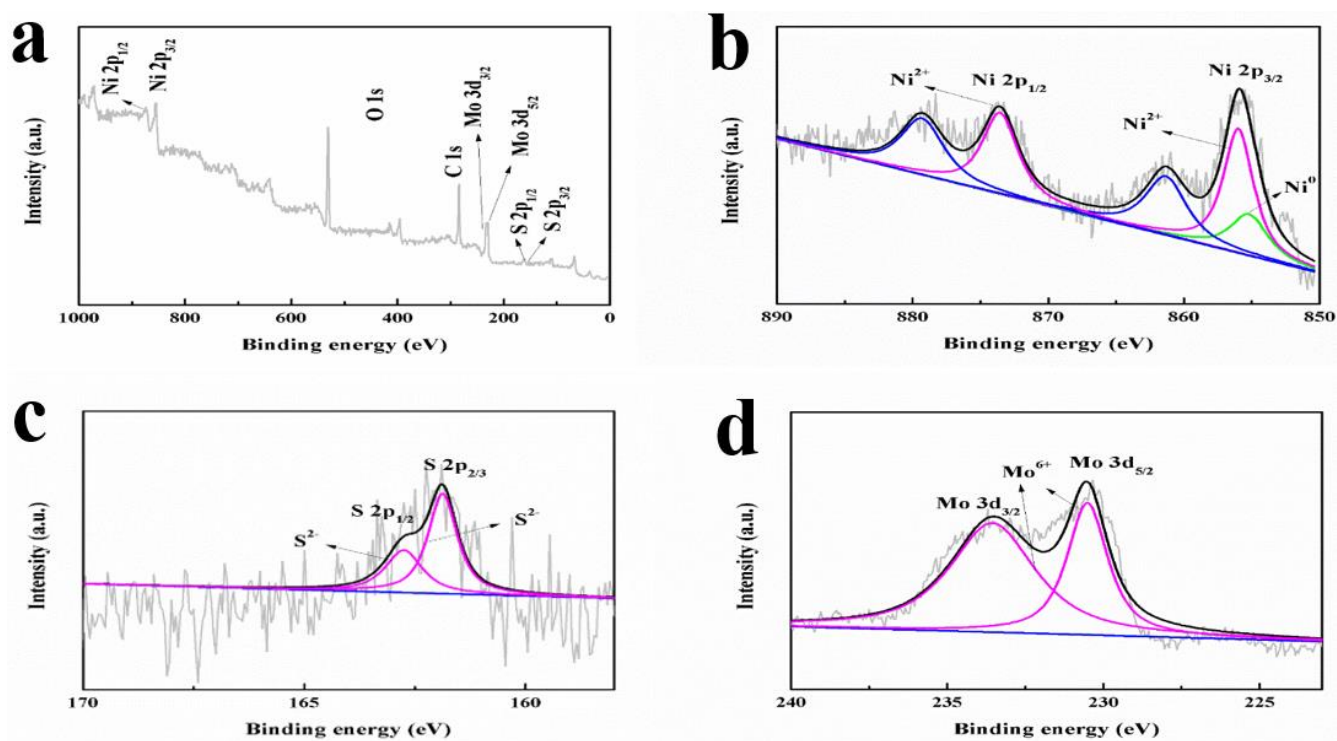 a
Ni 2p1/2
Ni 2p3/2
O 1s
C 1s
Mo 3d3/2
Mo 3d5/2
S 2p1/2
S 2p3/2
Intensity (a.u.)
1000 800 600 400 200 0
Binding energy (eV)
b
Ni2+
Ni 2p1/2
Ni 2p3/2
Ni2+
Ni0
Intensity (a.u.)
890 880 870 860 850
Binding energy (eV)
c
S 2p2/3
S 2p1/2
S2-
S2-
Intensity (a.u.)
170 165 160
Binding energy (eV)
d
Mo 3d3/2
Mo6+
Mo 3d5/2
Intensity (a.u.)
240 235 230 225
Binding energy (eV)